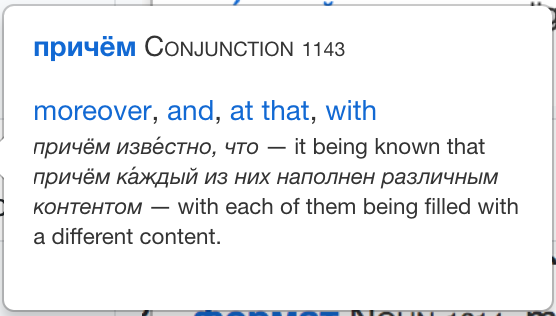 причём Conjunction 1143
moreover, and, at that, with
причём изве́стно, что — it being known that
причём ка́ждый из них наполнен различным
контентом — with each of them being filled with
a different content.